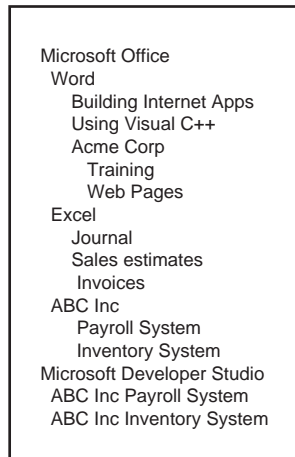 Microsoft Office
Word
Building Internet Apps
Using Visual C++
Acme Corp
Training
Web Pages
Excel
Journal
Sales estimates
Invoices
ABC Inc
Payroll System
Inventory System
Microsoft Developer Studio
ABC Inc Payroll System
ABC Inc Inventory System